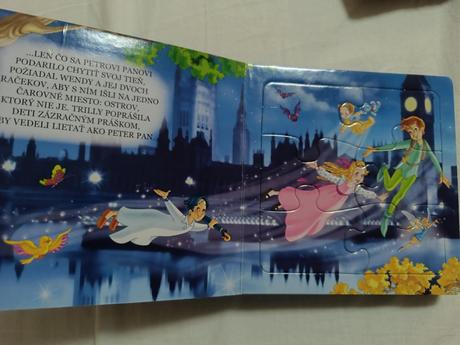 ...LEN ČO SA PETROVI PANOVI
PODARILO CHYTIŤ SVOJ TIEŇ,
POŽIADAL WENDY A JEJ DVOCH
RAČEKOV, ABY S NÍM IŠLI NA JEDNO
ČAROVNÉ MIESTO: OSTROV,
KTORÝ NIE JE. TRILLY POPRÁŠILA
DETI ZÁZRAČNÝM PRÁŠKOM,
BY VEDELI LIETAŤ AKO PETER PAN